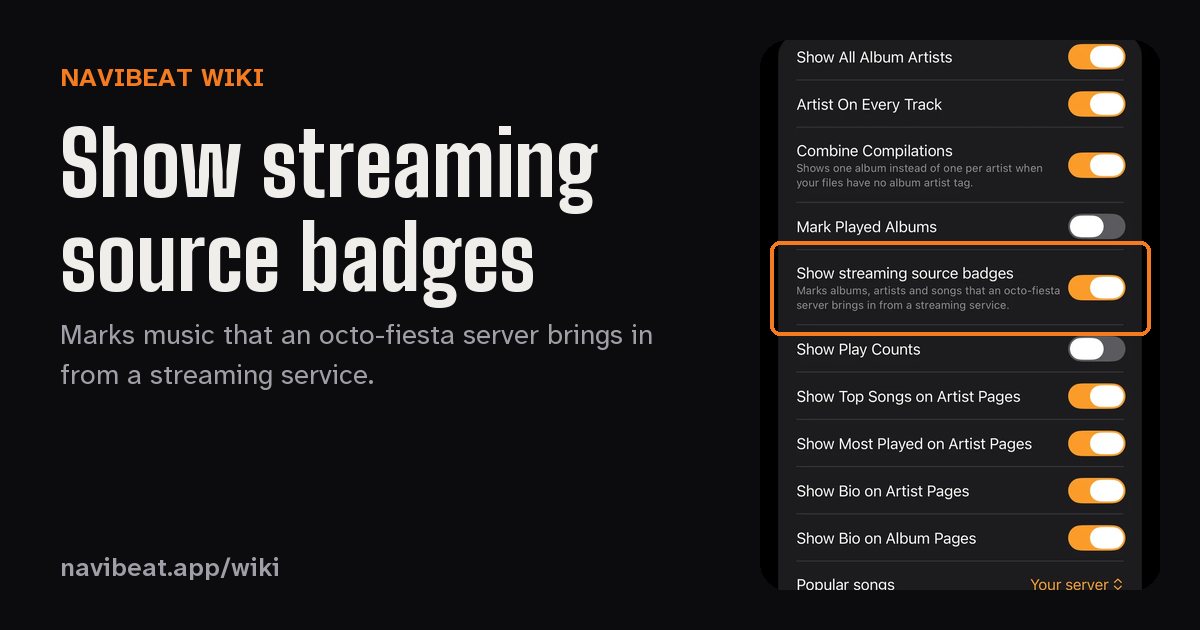 NAVIBEAT WIKI
Show streaming
source badges
Marks music that an octo-fiesta server brings in
from a streaming service.
navibeat.app/wiki
Show All Album Artists
Artist On Every Track
Combine Compilations
Shows one album instead of one per artist when
your files have no album artist tag.
Mark Played Albums
Show streaming source badges
Marks albums, artists and songs that an octo-fiesta
server brings in from a streaming service.
Show Play Counts
Show Top Songs on Artist Pages
Show Most Played on Artist Pages
Show Bio on Artist Pages
Show Bio on Album Pages
Popular songs Your server